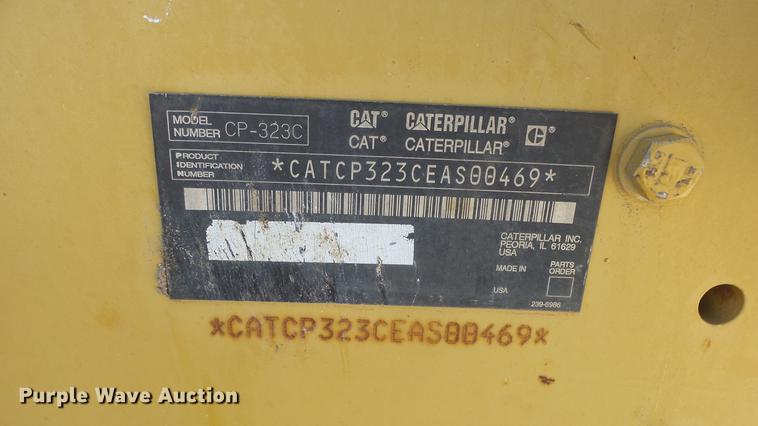 MODEL NUMBER CP-323C
CAT® CATERPILLAR® C®
CAT® CATERPILLAR®
PRODUCT IDENTIFICATION NUMBER *CATCP323CEAS00469*
CATERPILLAR INC.
PEORIA, IL 61629
USA
MADE IN
USA
PARTS ORDER
239-6986
*CATCP323CEAS00469*
Purple Wave Auction®